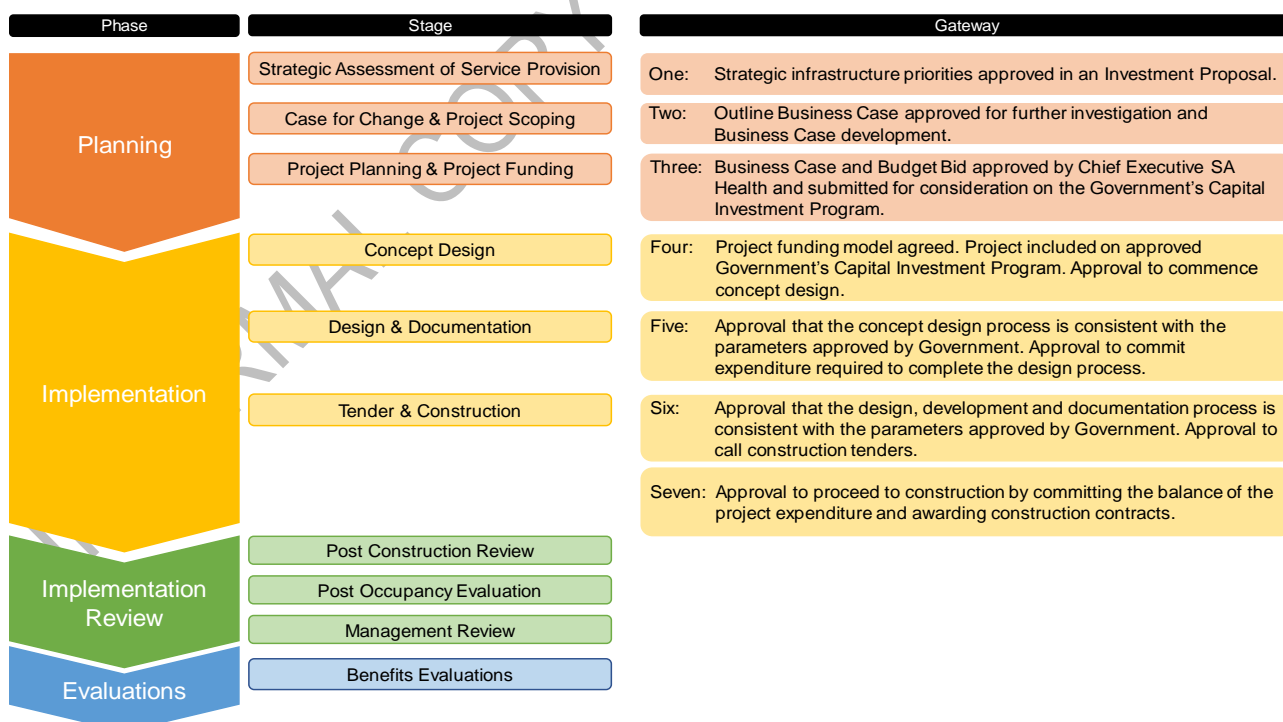 Phase
Stage
Gateway
Planning
Strategic Assessment of Service Provision
Case for Change & Project Scoping
Project Planning & Project Funding
One: Strategic infrastructure priorities approved in an Investment Proposal.
Two: Outline Business Case approved for further investigation and
Business Case development.
Three: Business Case and Budget Bid approved by Chief Executive SA
Health and submitted for consideration on the Government's Capital
Investment Program.
Implementation
Concept Design
Design & Documentation
Tender & Construction
Four: Project funding model agreed. Project included on approved
Government's Capital Investment Program. Approval to commence
concept design.
Five: Approval that the concept design process is consistent with the
parameters approved by Government. Approval to commit
expenditure required to complete the design process.
Six: Approval that the design, development and documentation process is
consistent with the parameters approved by Government. Approval to
call construction tenders.
Seven: Approval to proceed to construction by committing the balance of the
project expenditure and awarding construction contracts.
Implementation
Review
Post Construction Review
Post Occupancy Evaluation
Management Review
Evaluations
Benefits Evaluations